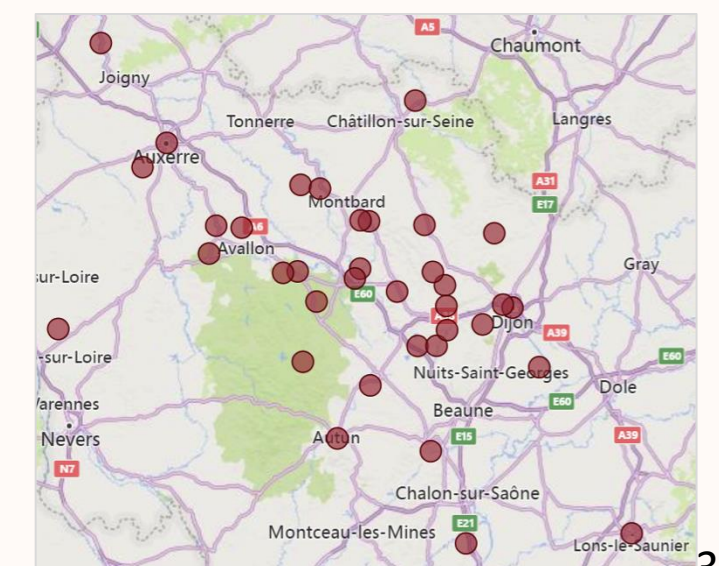 A5
Chaumont
Joigny
Tonnerre
Châtillon-sur-Seine
Langres
Auxerre
A31
E17
Montbard
A6
Avallon
Gray
sur-Loire
E60
Dijon
A39
-sur-Loire
E60
Nuits-Saint-Georges
Dole
Varennes
E60
Beaune
Nevers
Autun
E15
A39
N7
Chalon-sur-Saône
E21
Montceau-les-Mines
Lons-le-Saunier